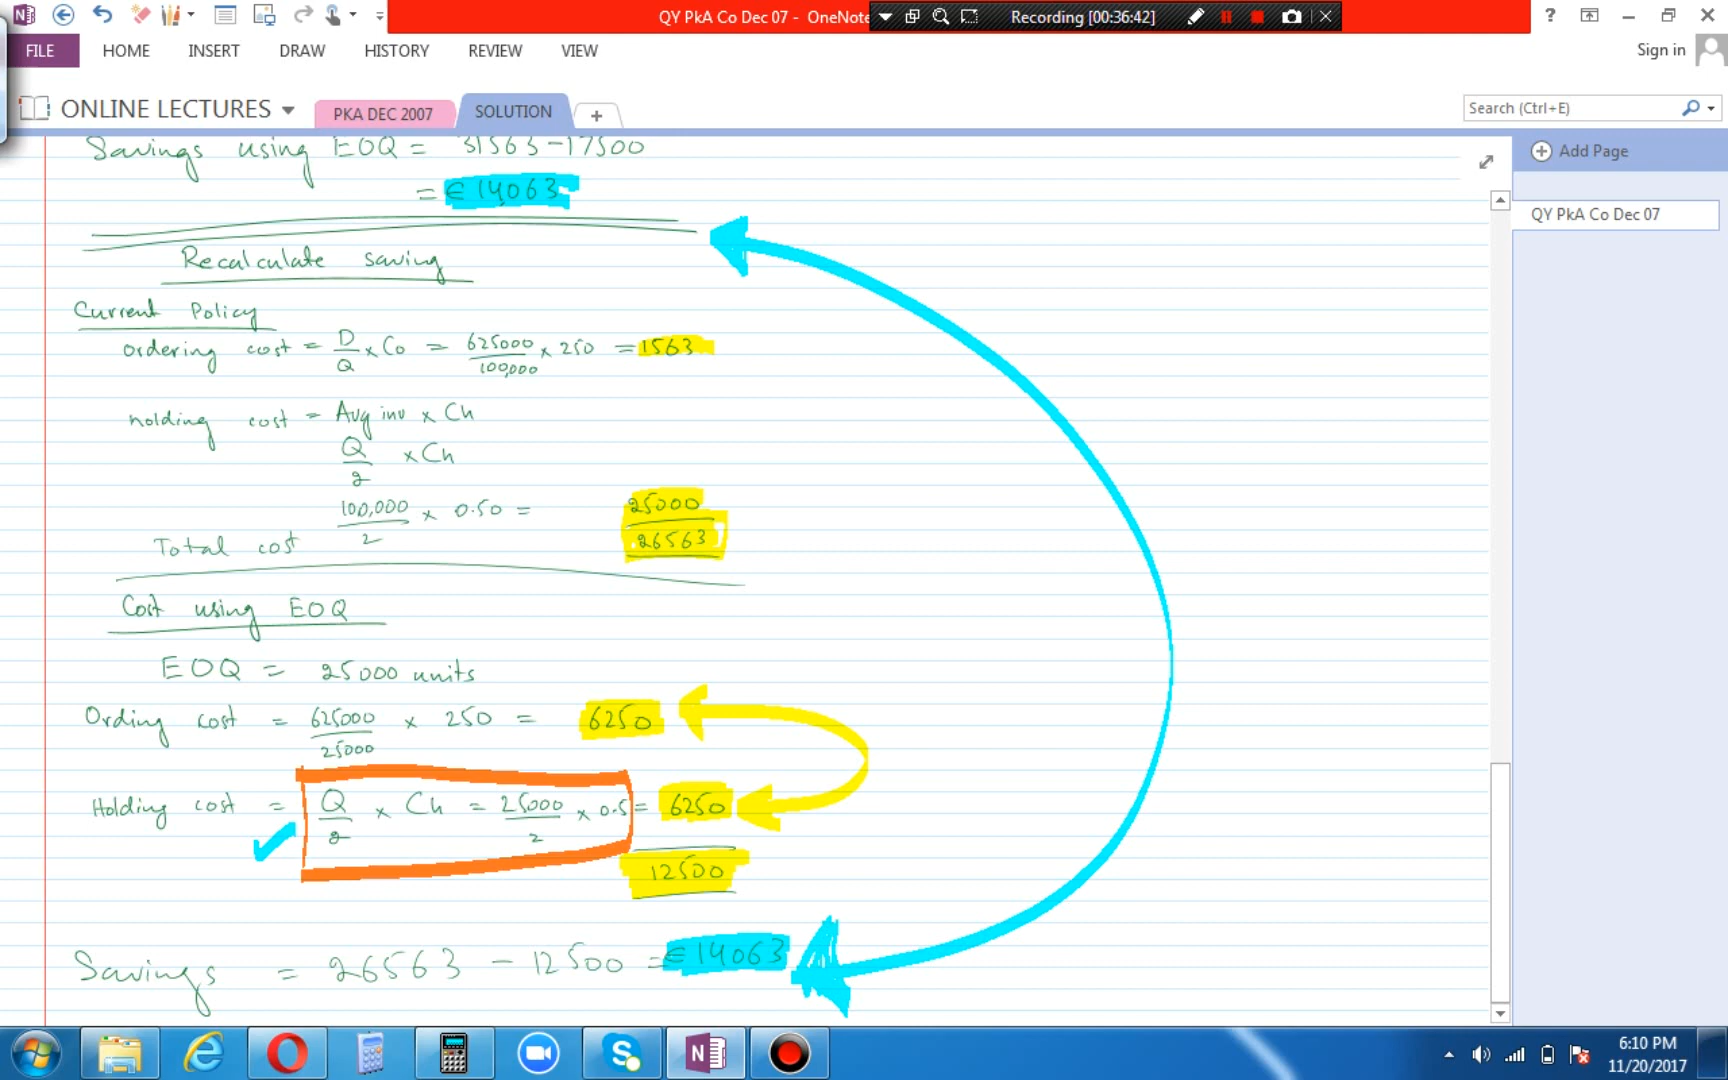 QY PkA Co Dec 07 - OneNote
Recording [00:36:42]
FILE HOME INSERT DRAW HISTORY REVIEW VIEW
Sign in
ONLINE LECTURES
PKA DEC 2007
SOLUTION
Search (Ctrl+E)
Add Page
QY PkA Co Dec 07
Savings using EOQ = 31563-17500
= € 14,063
Recalculate saving
Current Policy
ordering cost = D/Q x Co = 625000/100,000 x 250 = 1563
holding cost = Avg inv x Ch
Q/2 x Ch
100,000/2 x 0.50 = 25000
Total cost 26563
Cost using EOQ
EOQ = 25000 units
Ording cost = 625000/25000 x 250 = 6250
Holding cost = Q/2 x Ch = 25000/2 x 0.5 = 6250
12500
Savings = 26563 - 12500 = € 14063
6:10 PM
11/20/2017